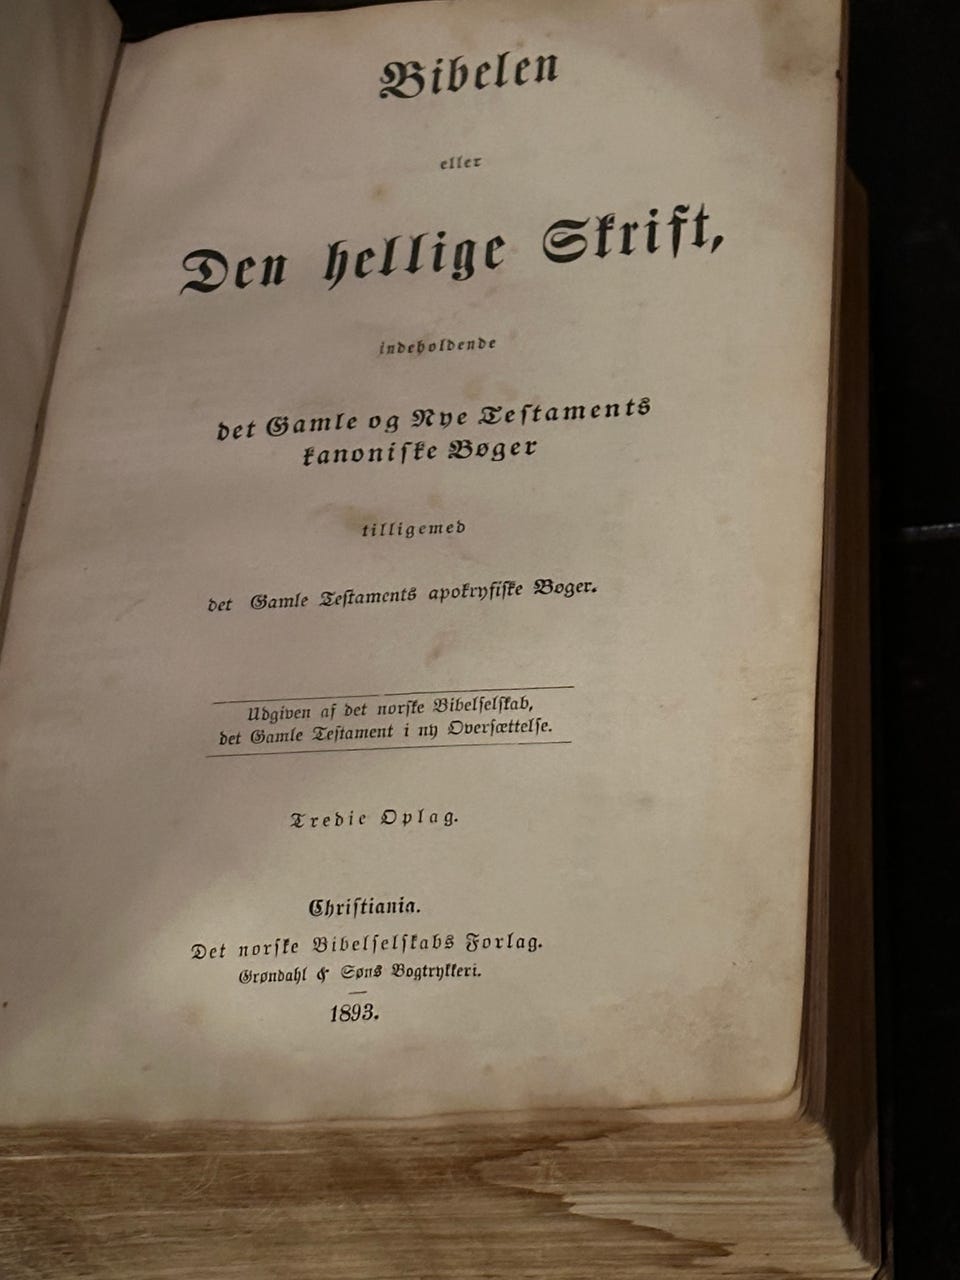 Bibelen
eller
Den hellige Skrift,
indeholdende
det Gamle og Nye Testaments
kanoniske Bøger
tilligemed
det Gamle Testaments apokryfiske Bøger.
Udgiven af det norske Bibelselskab,
det Gamle Testament i ny Oversættelse.
Tredie Oplag.
Christiania.
Det norske Bibelselskabs Forlag.
Grøndahl & Søns Bogtrykkeri.
1893.